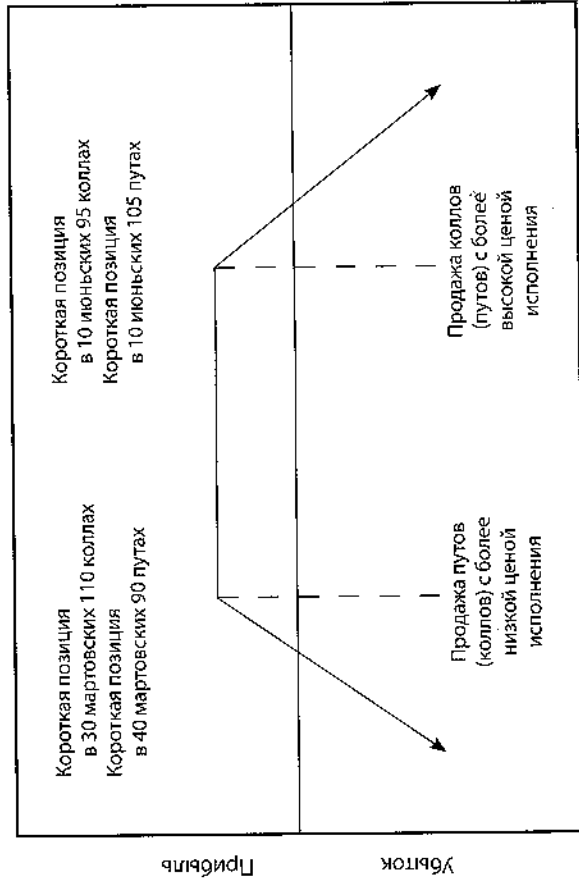 Короткая позиция
в 30 мартовских 110 коллах
Короткая позиция
в 40 мартовских 90 путах
Короткая позиция
в 10 июньских 95 коллах
Короткая позиция
в 10 июньских 105 путах
Прибыль
Убыток
Продажа путов
(коллов) с более
низкой ценой
исполнения
Продажа коллов
(путов) с более
высокой ценой
исполнения